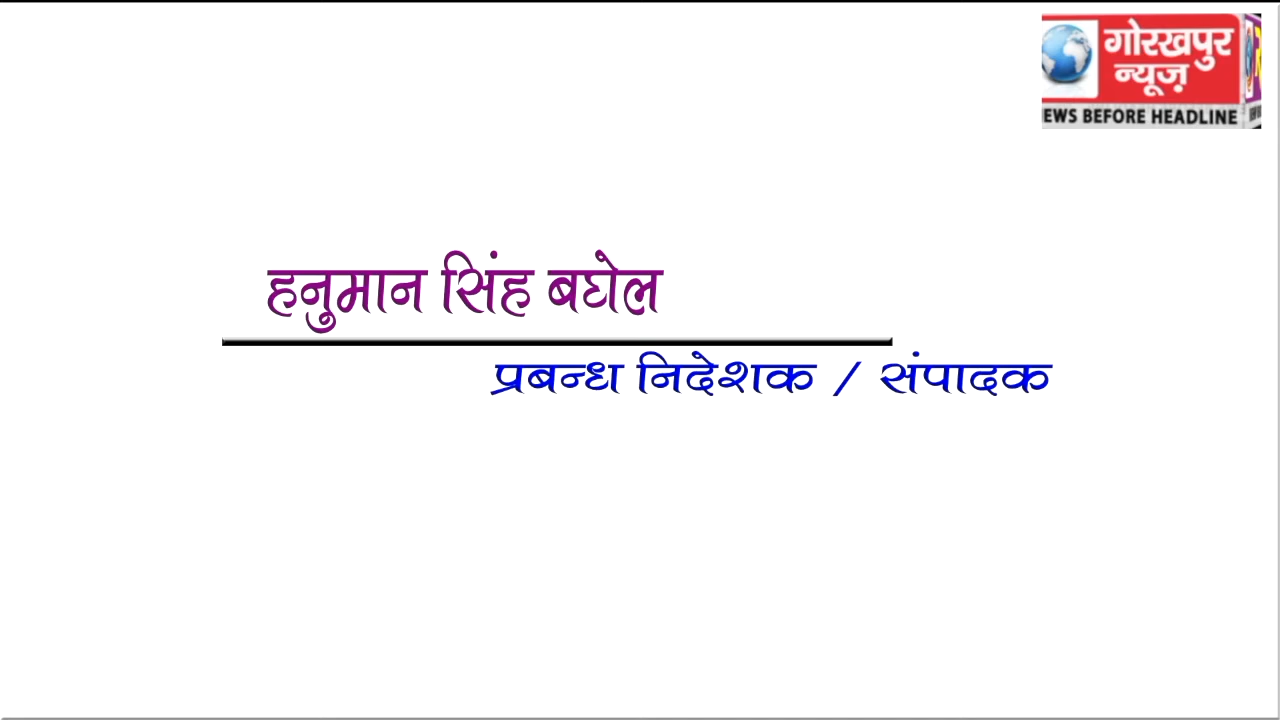 गोरखपुर
न्यूज़
EWS BEFORE HEADLINE
हनुमान सिंह बघेल
प्रबन्ध निदेशक / संपादक